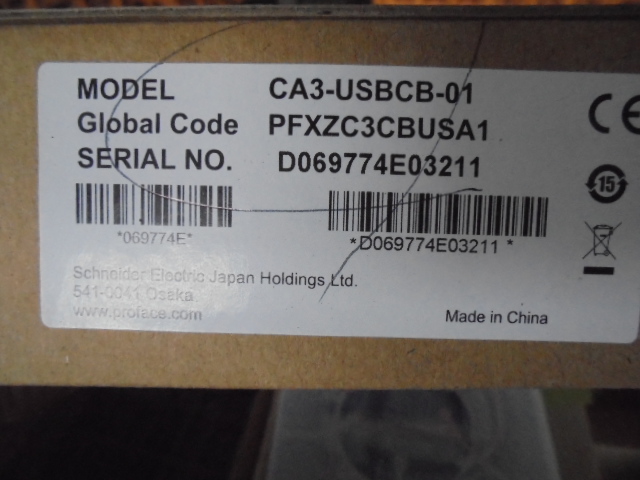 MODEL CA3-USBCB-01
Global Code PFXZC3CBUSA1
SERIAL NO. D069774E03211
CE
15
*069774E* *D069774E03211 *
Schneider Electric Japan Holdings Ltd.
541-0041 Osaka
www.proface.com
Made in China